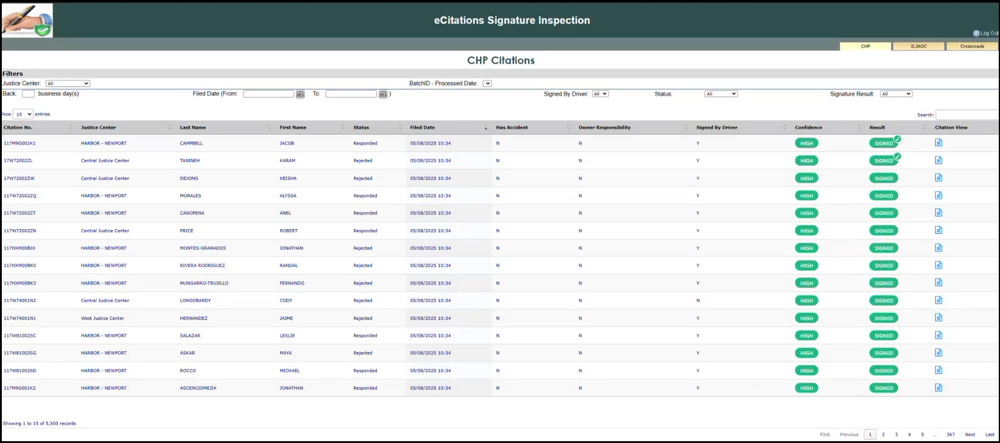 eCitations Signature Inspection
Log Out
CHP ILJAOC Crossroads
CHP Citations
Filters
Justice Center: All BatchID - Processed Date:
Back: business day(s) Filed Date (From: To: ) Signed By Driver: All Status: All Signature Result: All
15 entries Search:
Citation No. Justice Center Last Name First Name Status Filed Date Has Accident Owner Responsibility Signed By Driver Confidence Result Citation View
117M9G001K1 HARBOR - NEWPORT CAMPBELL JACOB Responded 05/08/2025 10:34 N N Y HIGH SIGNED
17W72002ZL Central Justice Center TANINEH KARAM Rejected 05/08/2025 10:34 N N Y HIGH SIGNED
17W72002ZW Central Justice Center DEJONG KEISHA Rejected 05/08/2025 10:34 N N Y HIGH SIGNED
117W72002ZQ HARBOR - NEWPORT MORALES ALYSSA Responded 05/08/2025 10:34 N N Y HIGH SIGNED
117W72002ZT HARBOR - NEWPORT CANOPENA ANEL Responded 05/08/2025 10:34 N N Y HIGH SIGNED
117W72002ZN Central Justice Center PRICE ROBERT Responded 05/08/2025 10:34 N N Y HIGH SIGNED
117HXM00BJX HARBOR - NEWPORT MONTES-GRANADOS JONATHAN Rejected 05/08/2025 10:34 N N Y HIGH SIGNED
117HXM00BK0 HARBOR - NEWPORT RIVERA RODRIGUEZ RANDAL Rejected 05/08/2025 10:34 N N Y HIGH SIGNED
117HXM00BK3 HARBOR - NEWPORT MUNGARRO-TRUJILLO FERNANDO Rejected 05/08/2025 10:34 N N Y HIGH SIGNED
117W74001N2 Central Justice Center LONGOBARDY CODY Rejected 05/08/2025 10:34 N N N HIGH SIGNED
117W74001N1 West Justice Center HERNANDEZ JAIME Rejected 05/08/2025 10:34 N N Y HIGH SIGNED
117W81002SC HARBOR - NEWPORT SALAZAR LESLIE Responded 05/08/2025 10:34 N N Y HIGH SIGNED
117W81002SG HARBOR - NEWPORT ASKAR MAYA Rejected 05/08/2025 10:34 N N Y HIGH SIGNED
117W81002SD HARBOR - NEWPORT ROCCO MICHAEL Responded 05/08/2025 10:34 N N Y HIGH SIGNED
117M9G001K2 HARBOR - NEWPORT ASCENCIOMEJIA JONATHAN Responded 05/08/2025 10:34 N N Y HIGH SIGNED
Showing 1 to 15 of 5,500 records
First Previous 1 2 3 4 5 ... 367 Next Last